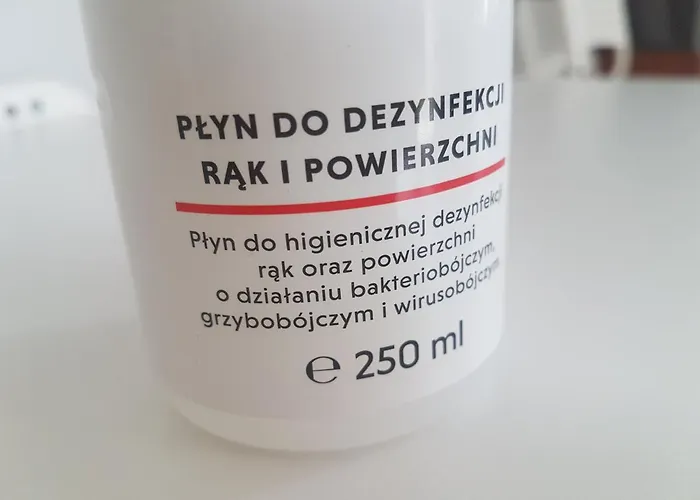 PŁYN DO DEZYNFEKCJI
RĄK I POWIERZCHNI
Płyn do higienicznej dezynfekcji
rąk oraz powierzchni
o działaniu bakteriobójczym,
grzybobójczym i wirusobójczym
℮ 250 ml